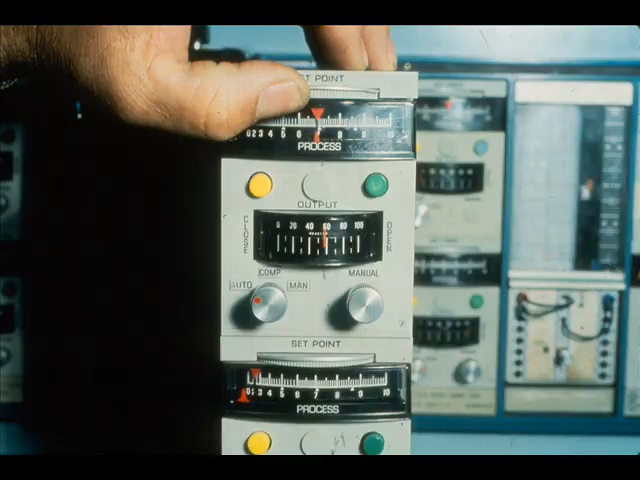 SET POINT
0 2 3 4 5 6 7 8 9 10
PROCESS
OUTPUT
CLOSE
0 20 40 60 80 100
OPEN
COMP
MANUAL
AUTO
MAN
SET POINT
0 1 3 4 5 6 7 8 9 10
PROCESS